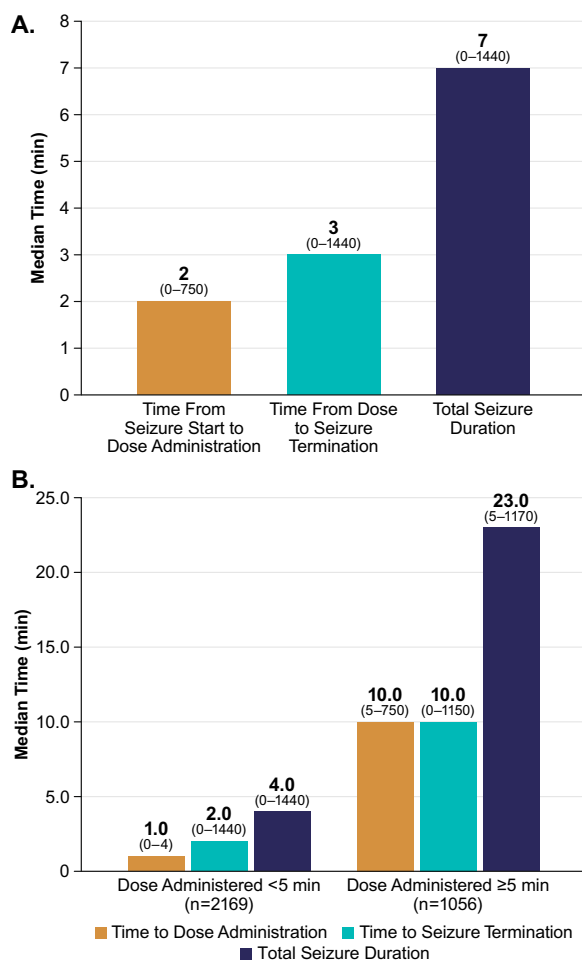 A.
8
7
6
5
4
3
2
1
0
Median Time (min)
2
(0–750)
3
(0–1440)
7
(0–1440)
Time From
Seizure Start to
Dose Administration
Time From Dose
to Seizure
Termination
Total Seizure
Duration
B.
25.0
20.0
15.0
10.0
5.0
0
Median Time (min)
1.0
(0–4)
2.0
(0–1440)
4.0
(0–1440)
10.0
(5–750)
10.0
(0–1150)
23.0
(5–1170)
Dose Administered <5 min
(n=2169)
Dose Administered ≥5 min
(n=1056)
Time to Dose Administration
Time to Seizure Termination
Total Seizure Duration